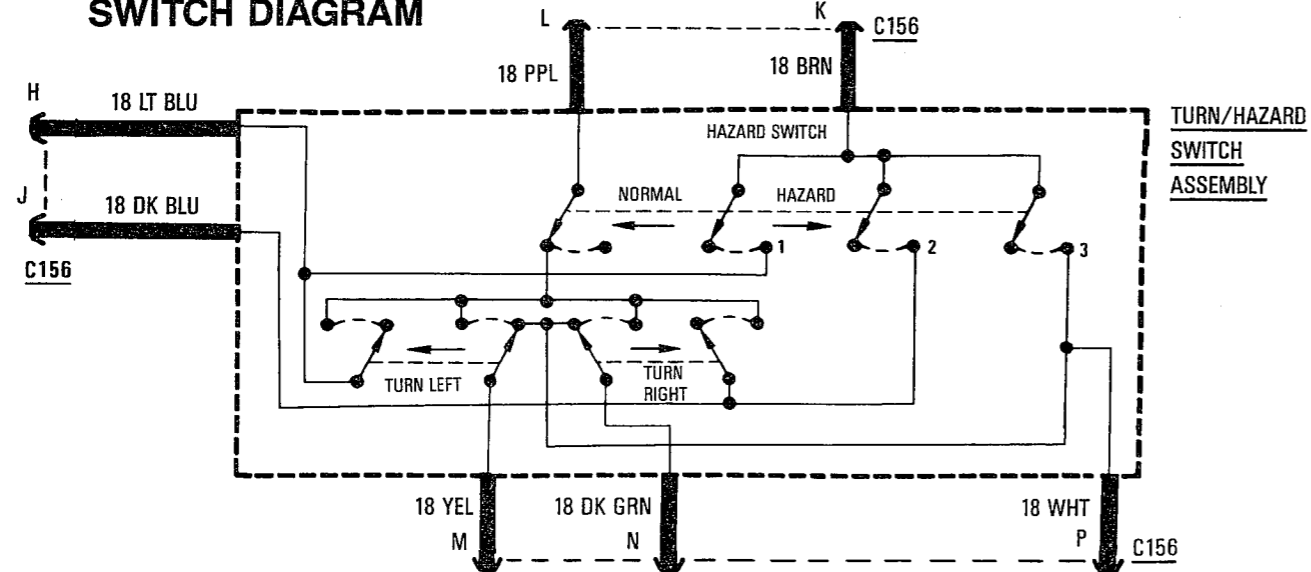 SWITCH DIAGRAM
L
K
C156
18 PPL
18 BRN
H
18 LT BLU
J
18 DK BLU
C156
TURN/HAZARD
SWITCH
ASSEMBLY
HAZARD SWITCH
NORMAL
HAZARD
1
2
3
TURN LEFT
TURN
RIGHT
18 YEL
M
18 DK GRN
N
18 WHT
P
C156